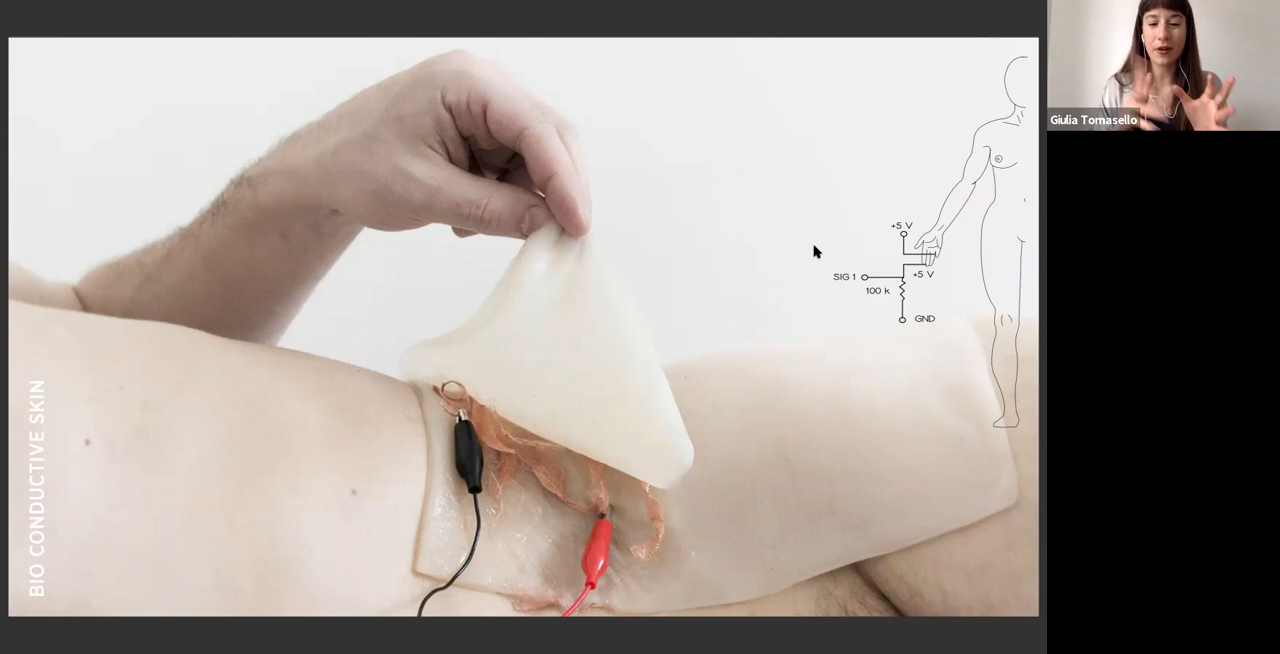 BIO CONDUCTIVE SKIN
+5 V
SIG 1
+5 V
100 k
GND
Giulia Tomasello